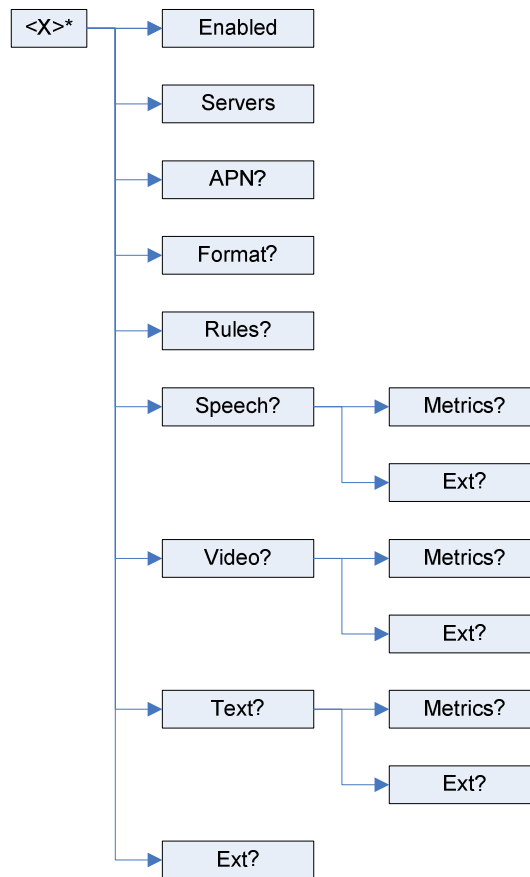 <X>*
Enabled
Servers
APN?
Format?
Rules?
Speech?
Metrics?
Ext?
Video?
Metrics?
Ext?
Text?
Metrics?
Ext?
Ext?